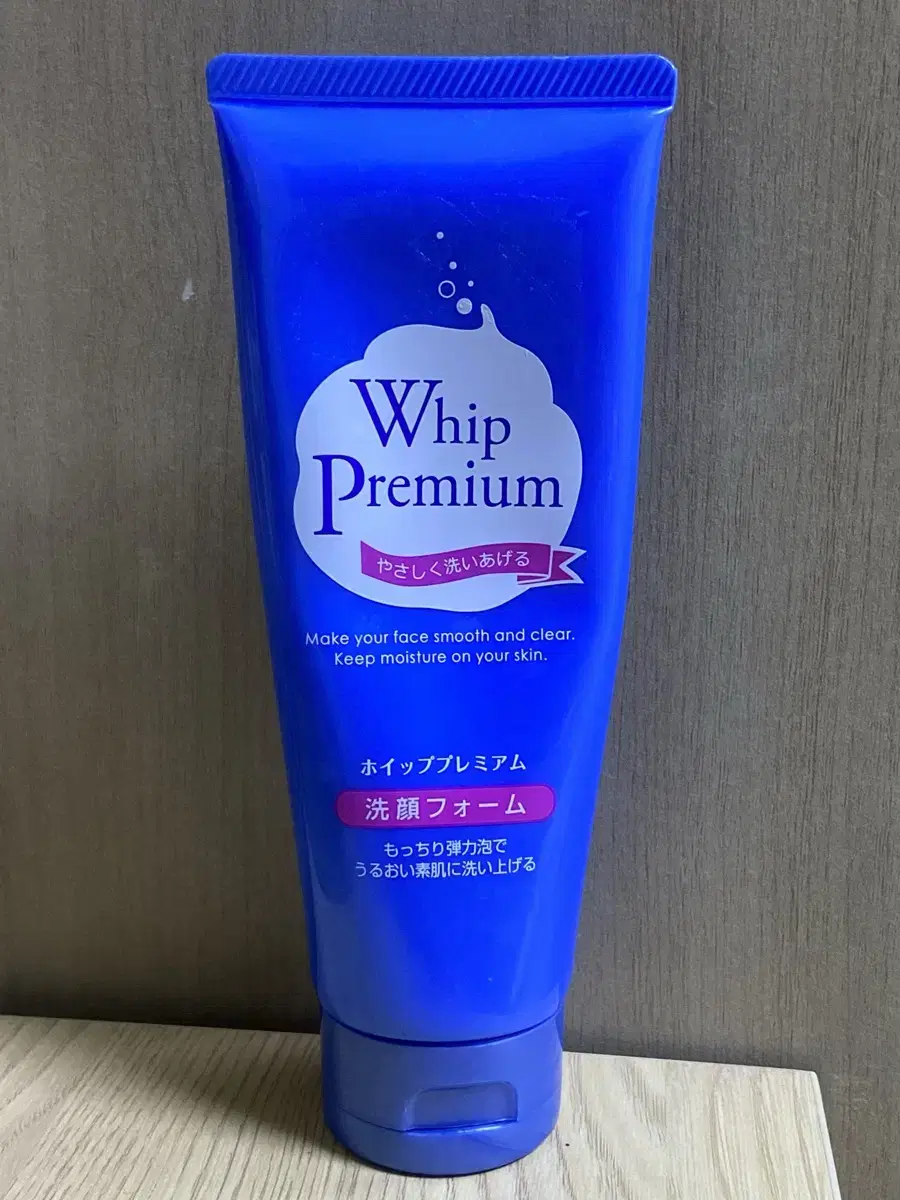 Whip
Premium
やさしく洗いあげる
Make your face smooth and clear.
Keep moisture on your skin.
ホイッププレミアム
洗顔フォーム
もっちり弾力泡で
うるおい素肌に洗い上げる